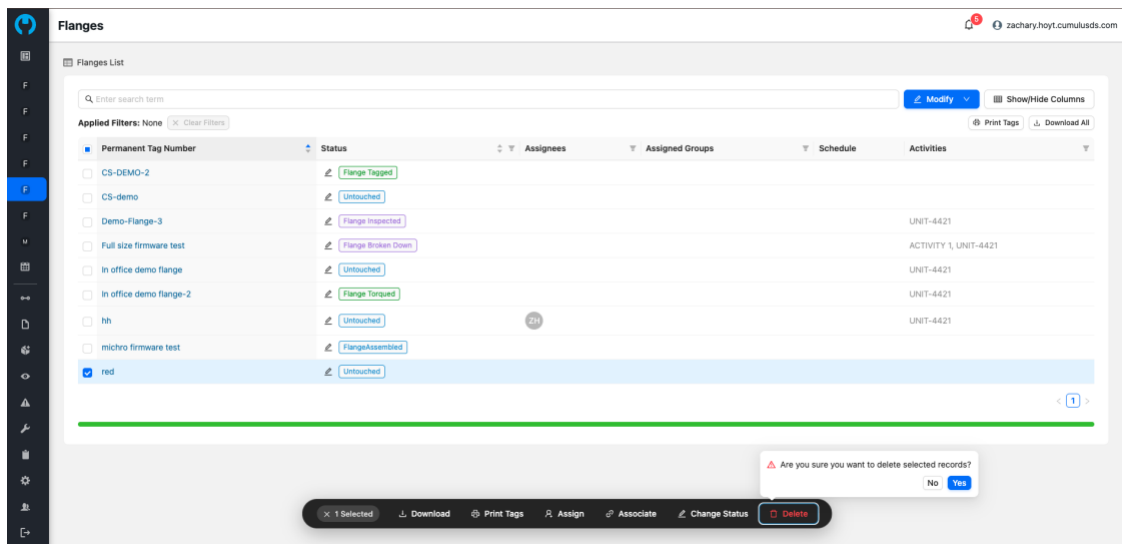 Flanges
5
zachary.hoyt.cumulusds.com
Flanges List
Enter search term
Modify
Show/Hide Columns
Applied Filters: None
Clear Filters
Print Tags
Download All
Permanent Tag Number
Status
Assignees
Assigned Groups
Schedule
Activities
CS-DEMO-2
Flange Tagged
CS-demo
Untouched
Demo-Flange-3
Flange Inspected
UNIT-4421
Full size firmware test
Flange Broken Down
ACTIVITY 1, UNIT-4421
In office demo flange
Untouched
UNIT-4421
In office demo flange-2
Flange Torqued
UNIT-4421
hh
Untouched
ZH
UNIT-4421
michro firmware test
FlangeAssembled
red
Untouched
1
Are you sure you want to delete selected records?
No
Yes
1 Selected
Download
Print Tags
Assign
Associate
Change Status
Delete
F
F
F
F
F
F
M